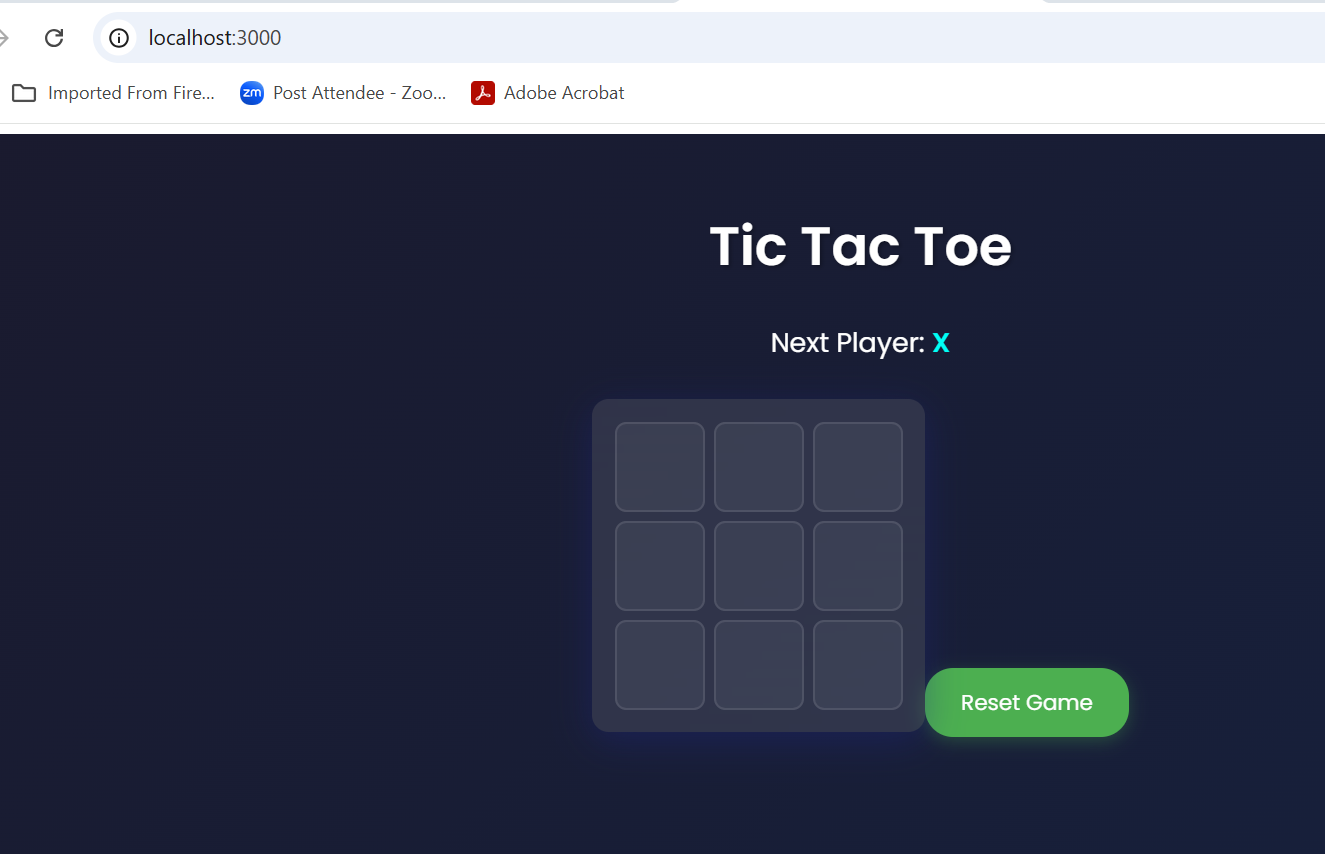 localhost:3000
Imported From Fire... zm Post Attendee - Zoo... Adobe Acrobat
Tic Tac Toe
Next Player: X
Reset Game